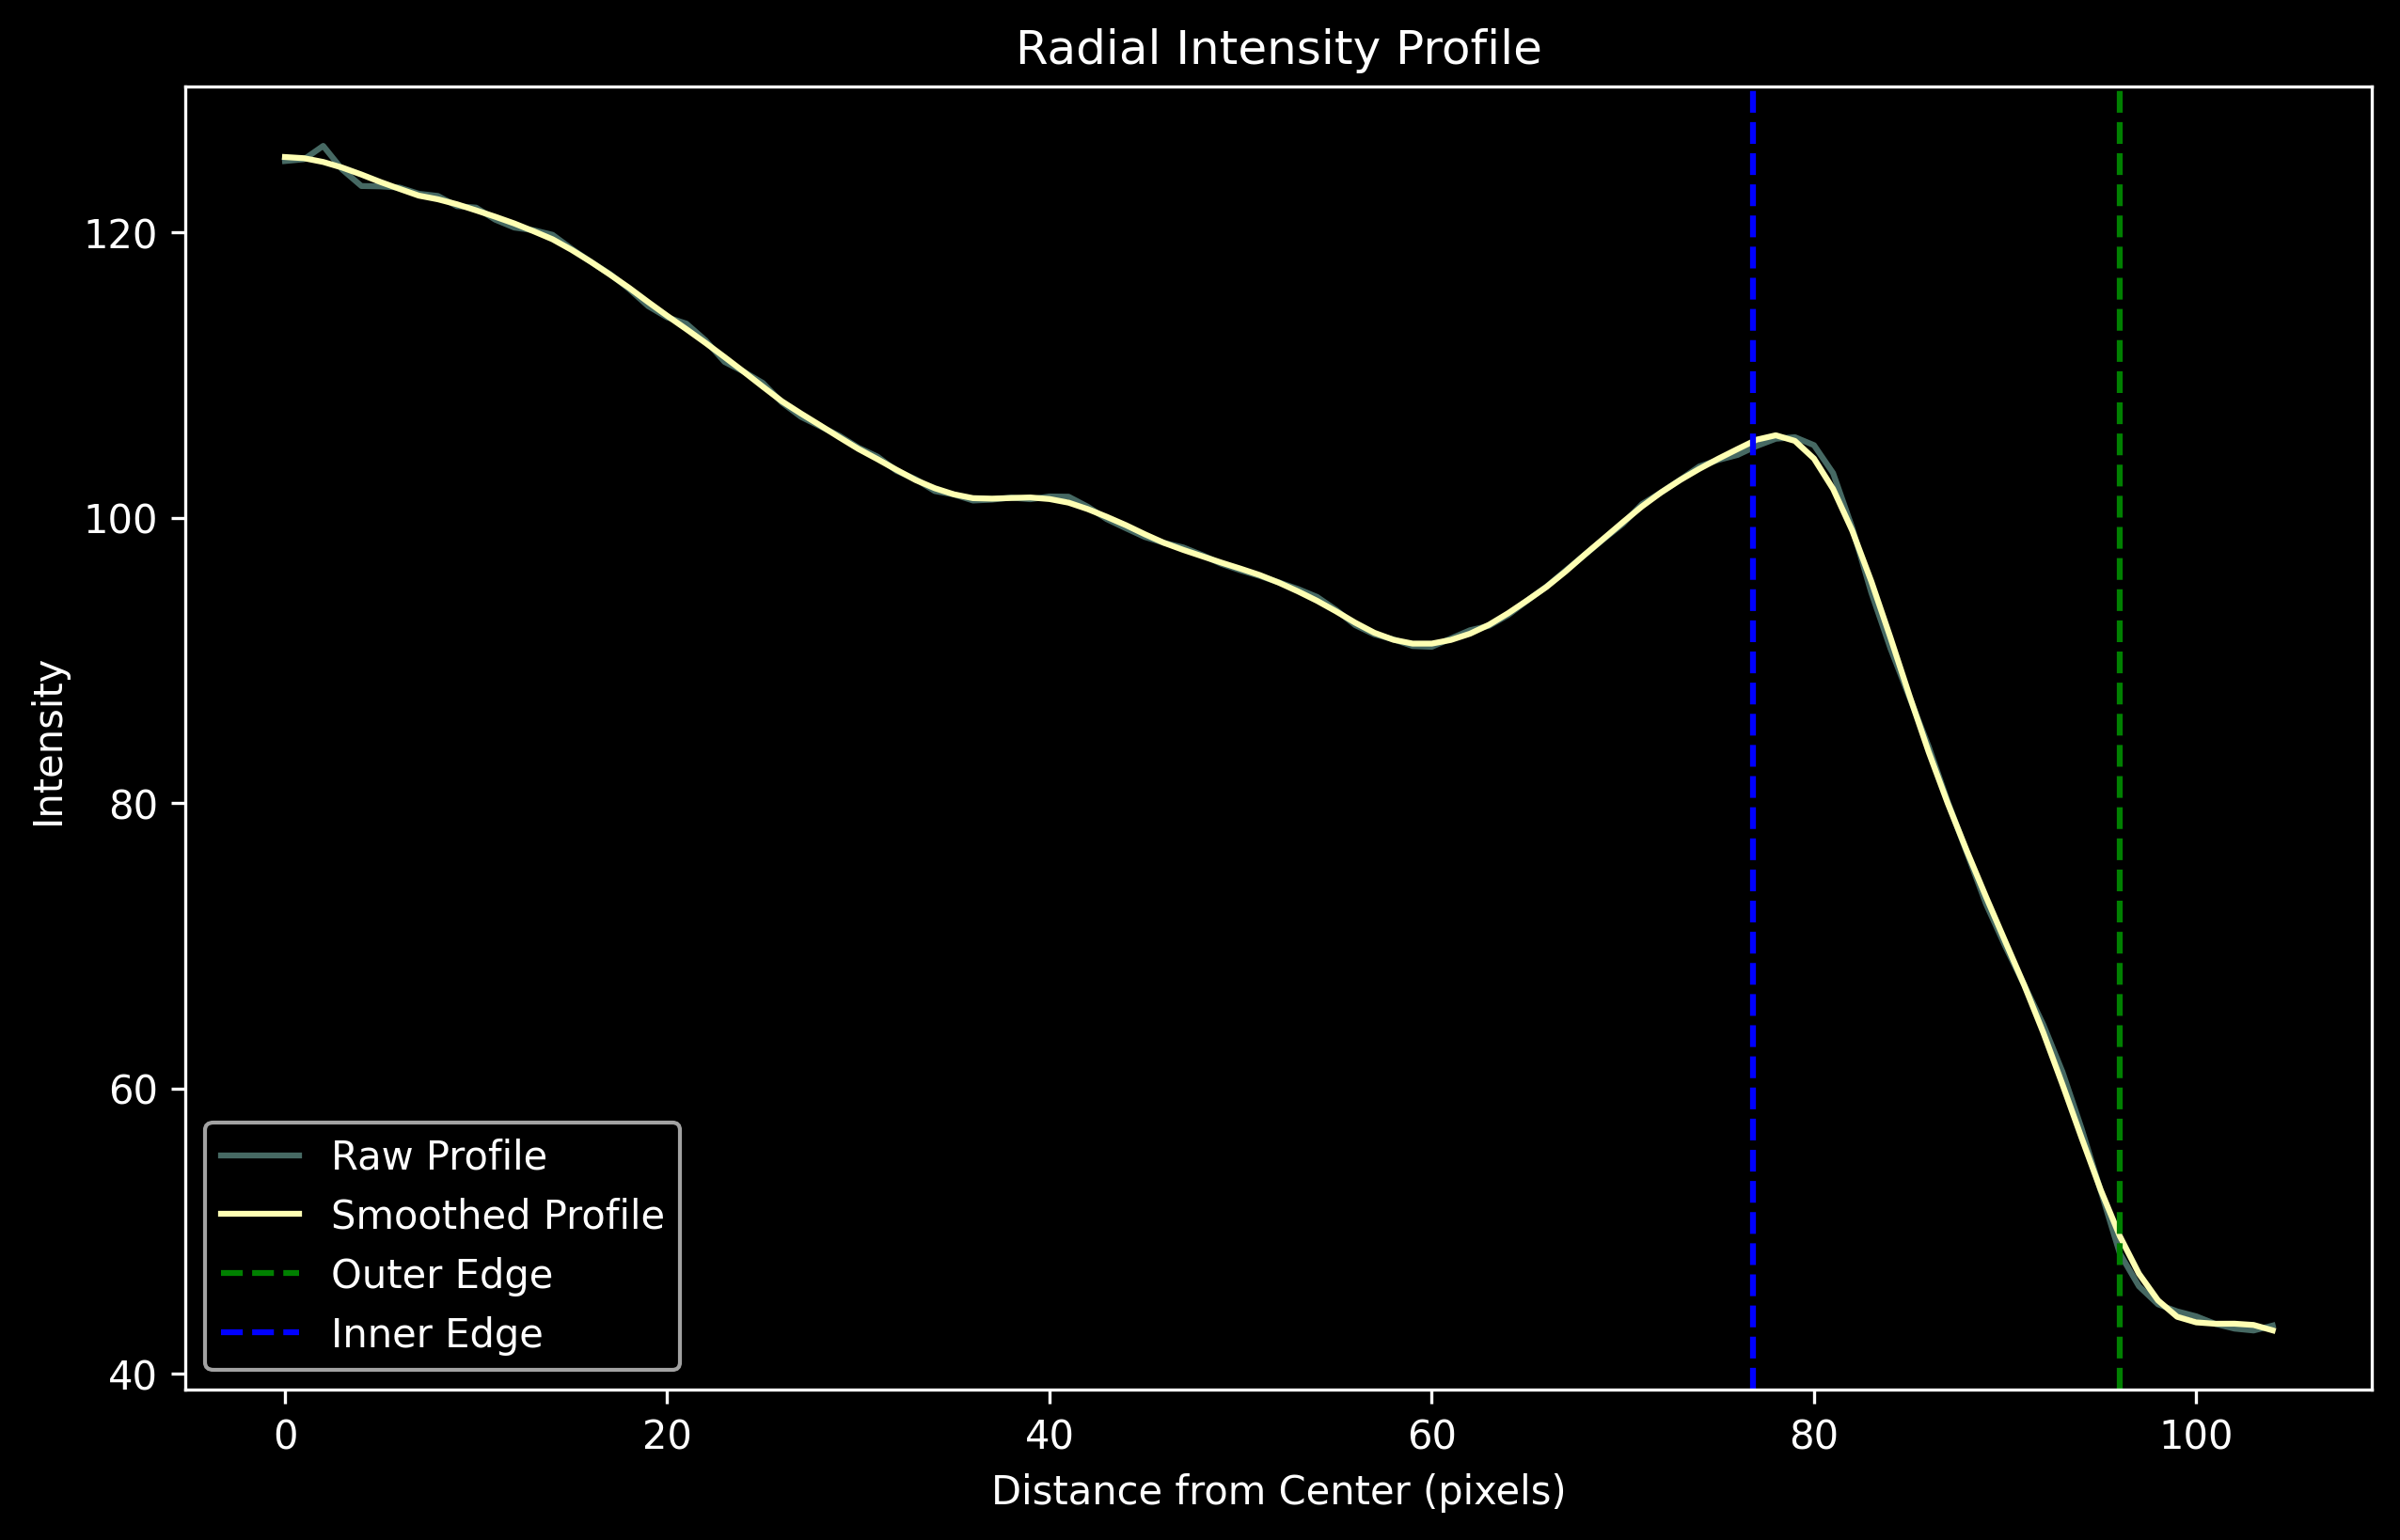 Radial Intensity Profile
Intensity
120
100
80
60
40
Raw Profile
Smoothed Profile
Outer Edge
Inner Edge
0 20 40 60 80 100
Distance from Center (pixels)